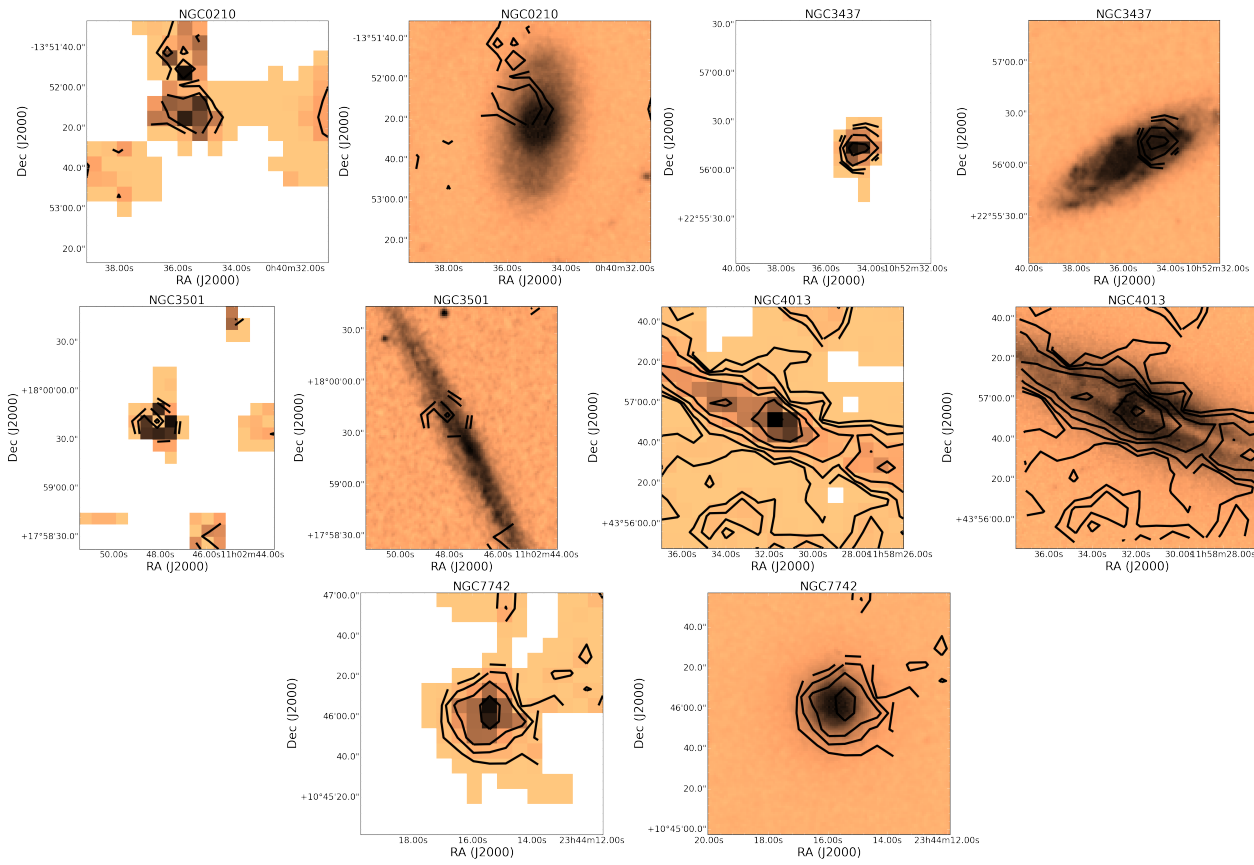 NGC0210
NGC0210
NGC3437
NGC3437
-13°51'40.0"
52'00.0"
20.0"
40.0"
53'00.0"
20.0"
Dec (J2000)
38.00s 36.00s 34.00s 0h40m32.00s
RA (J2000)
-13°51'40.0"
52'00.0"
20.0"
40.0"
53'00.0"
20.0"
Dec (J2000)
38.00s 36.00s 34.00s 0h40m32.00s
RA (J2000)
30.0"
57'00.0"
30.0"
56'00.0"
+22°55'30.0"
Dec (J2000)
40.00s 38.00s 36.00s 34.00s 10h52m32.00s
RA (J2000)
57'00.0"
30.0"
56'00.0"
+22°55'30.0"
Dec (J2000)
40.00s 38.00s 36.00s 34.00s 10h52m32.00s
RA (J2000)
NGC3501
NGC3501
NGC4013
NGC4013
30.0"
+18°00'00.0"
30.0"
59'00.0"
+17°58'30.0"
Dec (J2000)
50.00s 48.00s 46.00s 11h02m44.00s
RA (J2000)
30.0"
+18°00'00.0"
30.0"
59'00.0"
+17°58'30.0"
Dec (J2000)
50.00s 48.00s 46.00s 11h02m44.00s
RA (J2000)
40.0"
20.0"
57'00.0"
40.0"
20.0"
+43°56'00.0"
Dec (J2000)
36.00s 34.00s 32.00s 30.00s 28.00s 11h58m26.00s
RA (J2000)
40.0"
20.0"
57'00.0"
40.0"
20.0"
+43°56'00.0"
Dec (J2000)
36.00s 34.00s 32.00s 30.00s 11h58m28.00s
RA (J2000)
NGC7742
NGC7742
47'00.0"
40.0"
20.0"
46'00.0"
40.0"
+10°45'20.0"
Dec (J2000)
18.00s 16.00s 14.00s 23h44m12.00s
RA (J2000)
40.0"
20.0"
46'00.0"
40.0"
20.0"
+10°45'00.0"
Dec (J2000)
20.00s 18.00s 16.00s 14.00s 23h44m12.00s
RA (J2000)